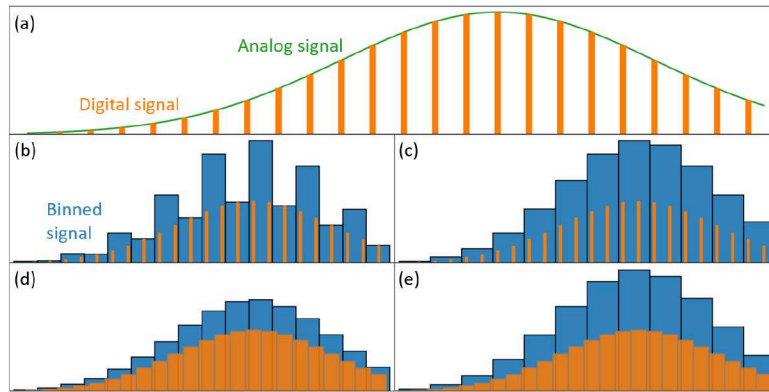 (a)
Analog signal
Digital signal
(b)
(c)
Binned
signal
(d)
(e)